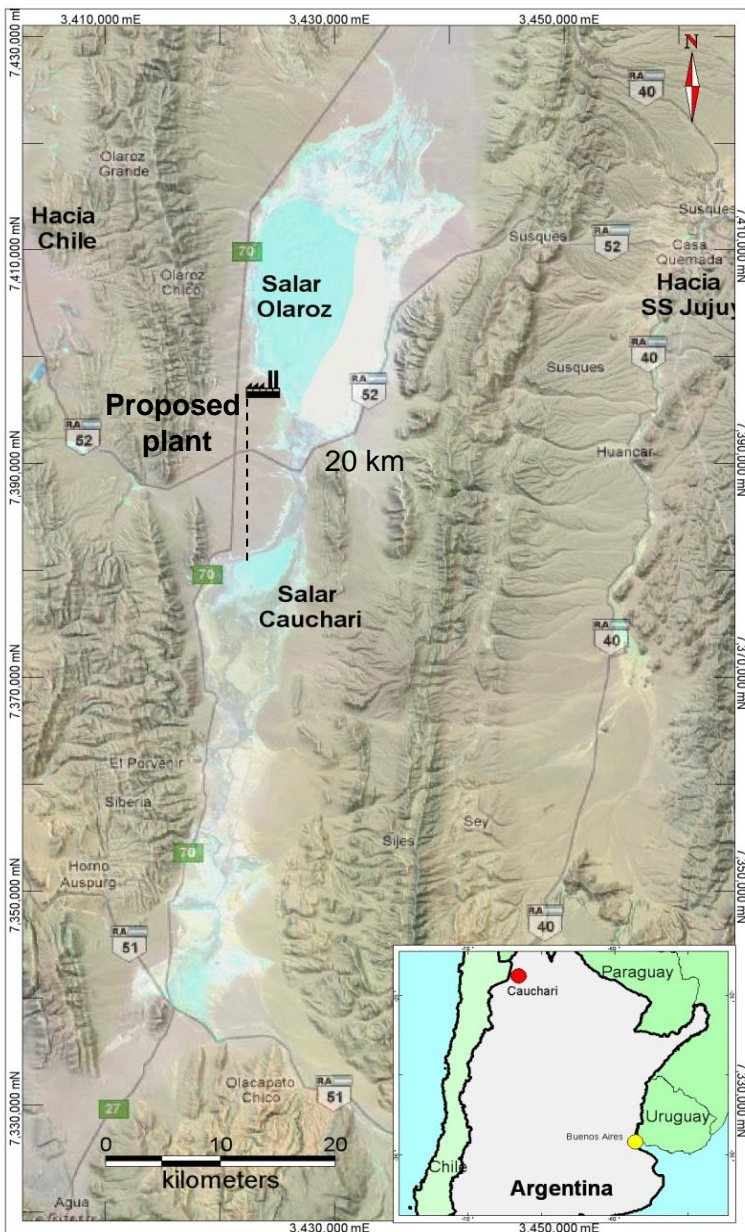 3,410,000 mE
3,430,000 mE
3,450,000 mE
7,430,000 mN
N
RA
40
Olaroz
Grande
Hacia
Chile
7,410,000 mN
70
Susques
RA
52
Susques
Casa
Quemada
7,410,000 mN
Olaroz
Chico
Salar
Olaroz
Hacia
SS Jujuy
RA
40
Susques
Proposed
plant
RA
52
RA
52
20 km
Huancar
7,390,000 mN
7,390,000 mN
70
Salar
Cauchari
RA
40
7,370,000 mN
7,370,000 mN
El Porvenir
Siberia
Sey
Sijes
70
Horno
Auspurg
7,350,000 mN
7,350,000 mN
RA
40
RA
51
Paraguay
Cauchari
Olacapato
Chico
RA
51
27
7,330,000 mN
7,330,000 mN
Uruguay
Buenos Aires
Chile
Argentina
0
10
20
kilometers
Agua
3,430,000 mE
3,450,000 mE